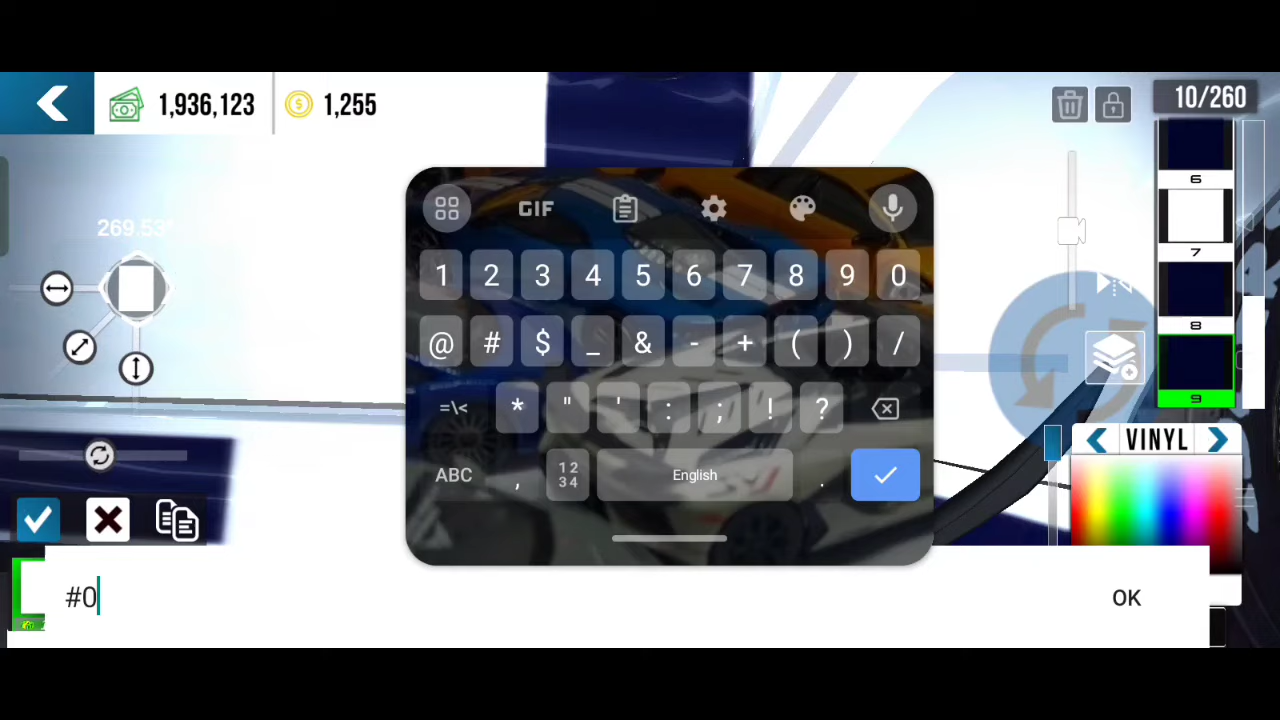 1,936,123
1,255
10/260
6
7
8
9
269.53°
GIF
1 2 3 4 5 6 7 8 9 0
@ # $ _ & - + ( ) /
=\< * " ' : ; ! ?
ABC , 12 34 English .
VINYL
#0
OK